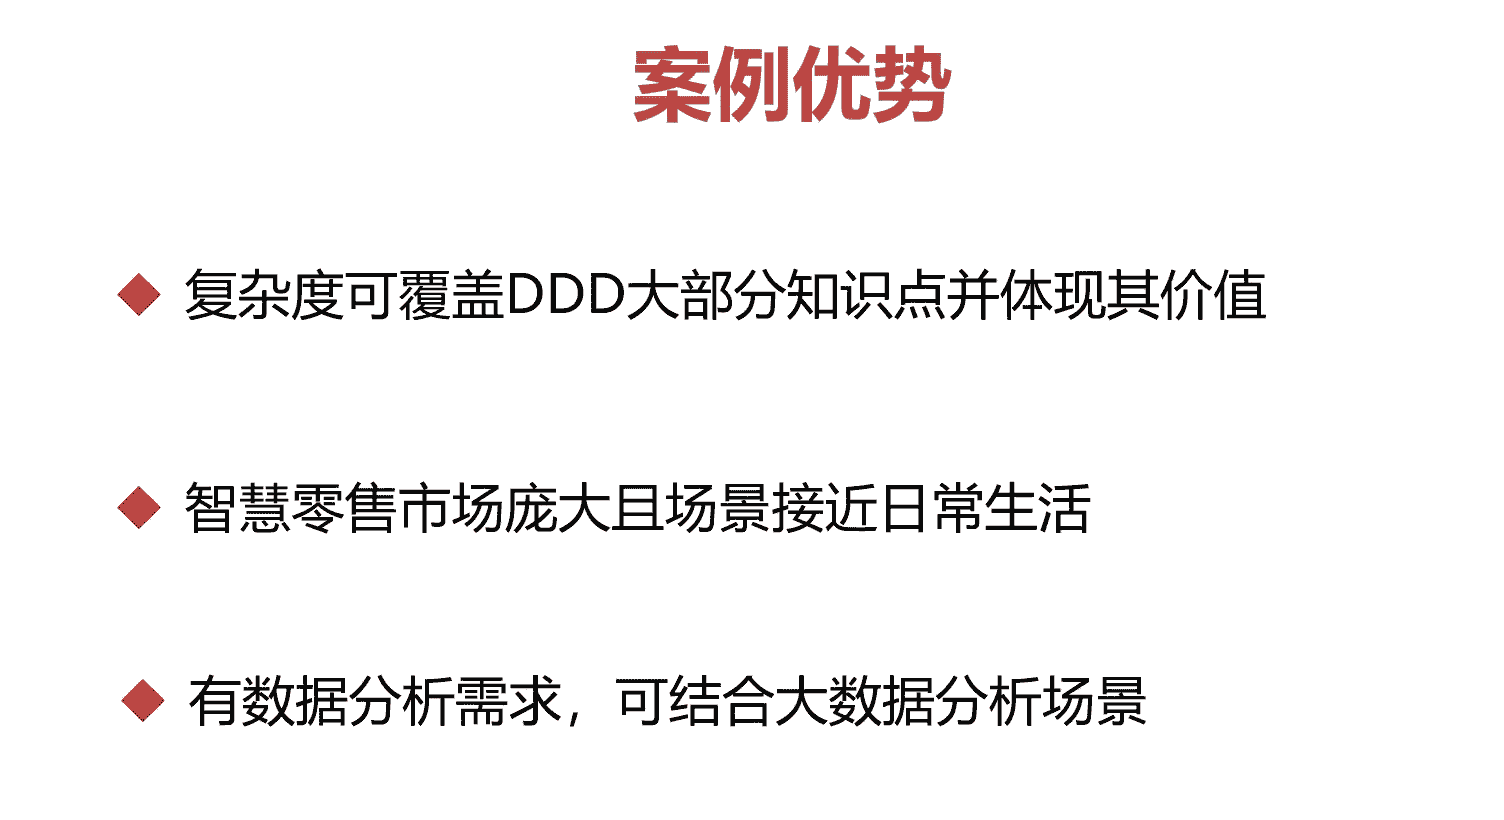 案例优势
复杂度可覆盖DDD大部分知识点并体现其价值
智慧零售市场庞大且场景接近日常生活
有数据分析需求，可结合大数据分析场景